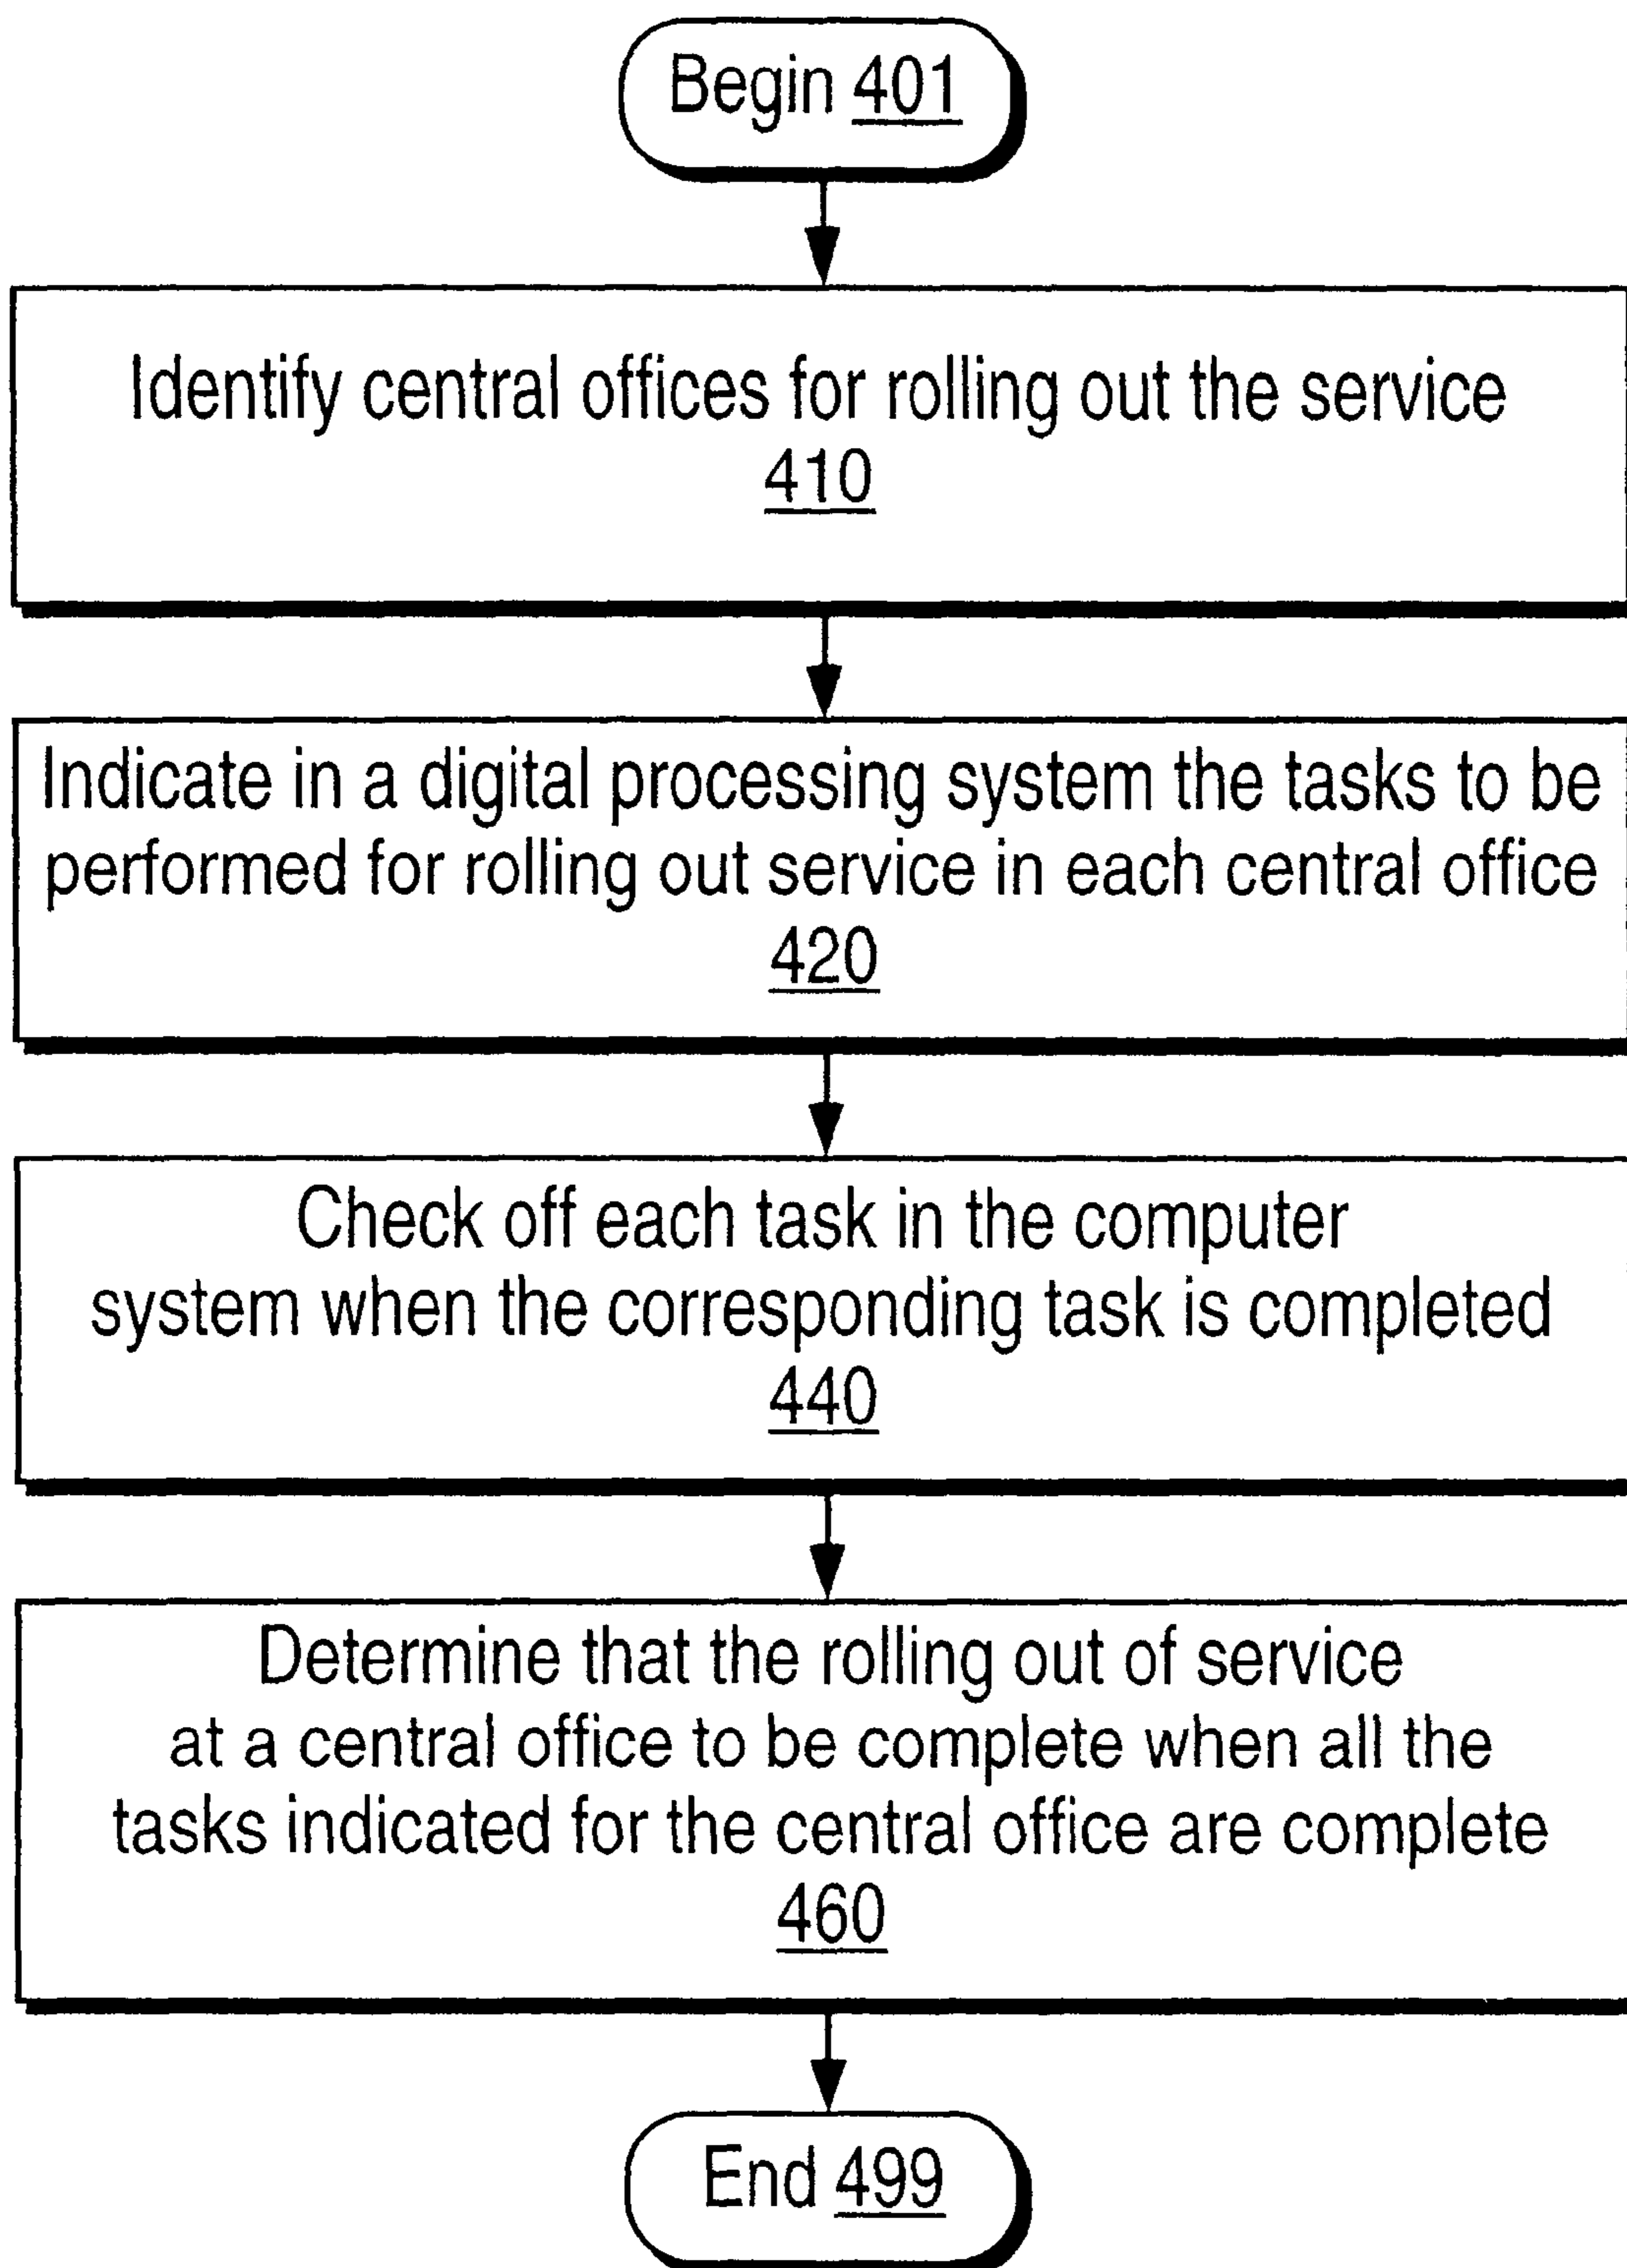 Begin 401
Identify central offices for rolling out the service
410
Indicate in a digital processing system the tasks to be
performed for rolling out service in each central office
420
Check off each task in the computer
system when the corresponding task is completed
440
Determine that the rolling out of service
at a central office to be complete when all the
tasks indicated for the central office are complete
460
End 499